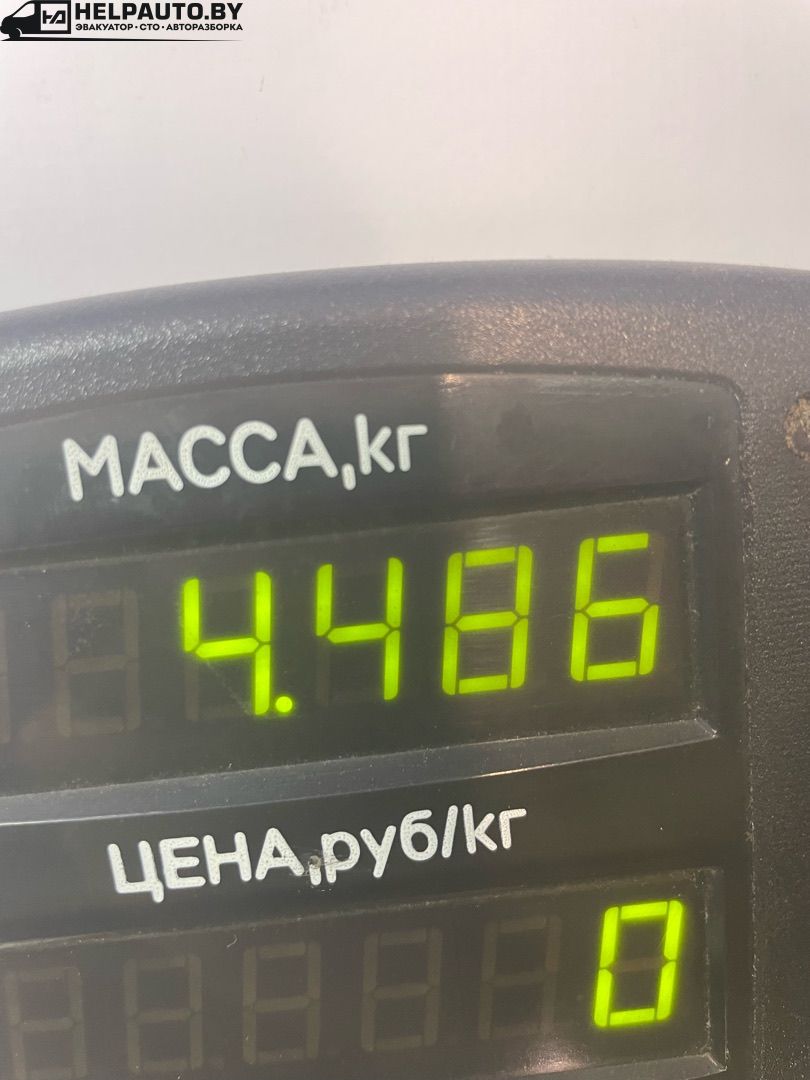 HELPAUTO.BY
ЭВАКУАТОР • СТО • АВТОРАЗБОРКА
МАССА,кг
4.486
ЦЕНА,руб/кг
0